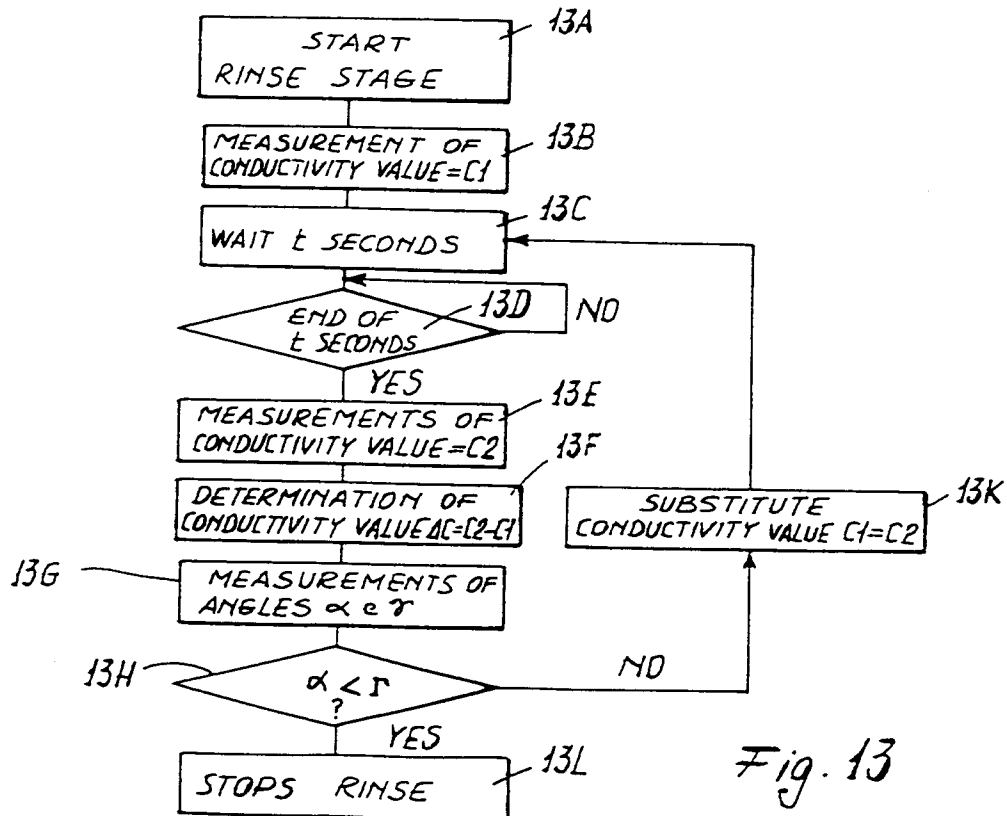 13A
START
RINSE STAGE
13B
MEASUREMENT OF
CONDUCTIVITY VALUE=C1
13C
WAIT t SECONDS
13D
NO
END OF
t SECONDS
YES
13E
MEASUREMENTS OF
CONDUCTIVITY VALUE=C2
13F
DETERMINATION OF
CONDUCTIVITY VALUE ΔC=C2-C1
SUBSTITUTE
CONDUCTIVITY VALUE C1=C2
13K
13G
MEASUREMENTS OF
ANGLES α e γ
13H
α < Γ
?
NO
YES
13L
STOPS RINSE
Fig. 13